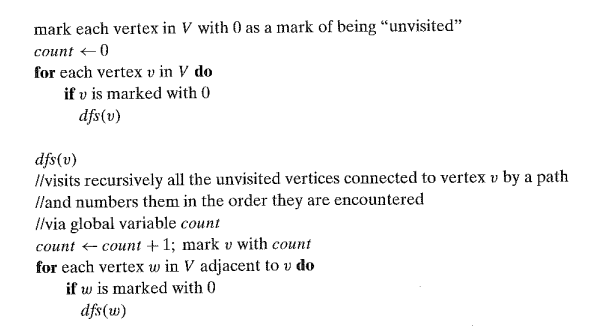 mark each vertex in V with 0 as a mark of being “unvisited”
count ← 0
for each vertex v in V do
if v is marked with 0
dfs(v)
dfs(v)
//visits recursively all the unvisited vertices connected to vertex v by a path
//and numbers them in the order they are encountered
//via global variable count
count ← count + 1; mark v with count
for each vertex w in V adjacent to v do
if w is marked with 0
dfs(w)